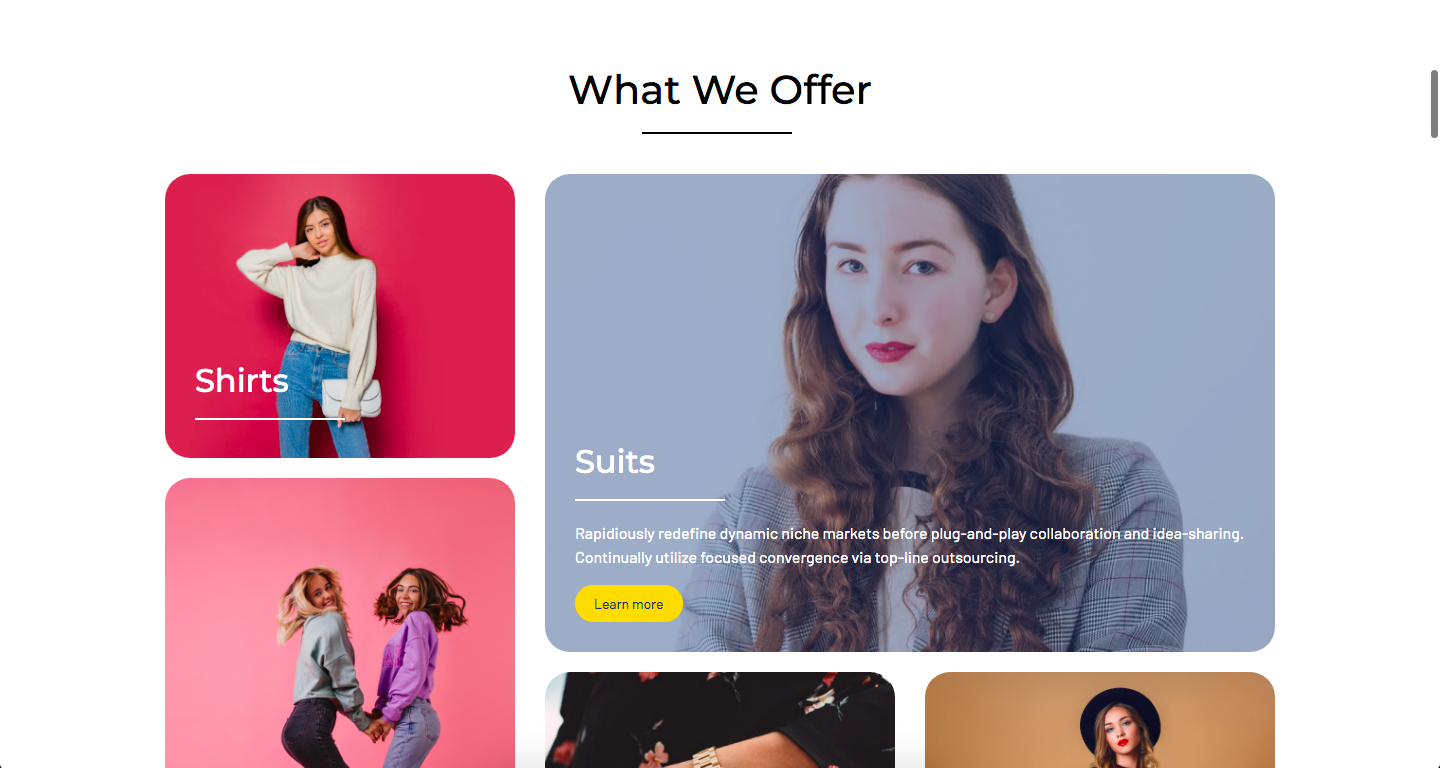 What We Offer
Shirts
Suits
Rapidiously redefine dynamic niche markets before plug-and-play collaboration and idea-sharing.
Continually utilize focused convergence via top-line outsourcing.
Learn more